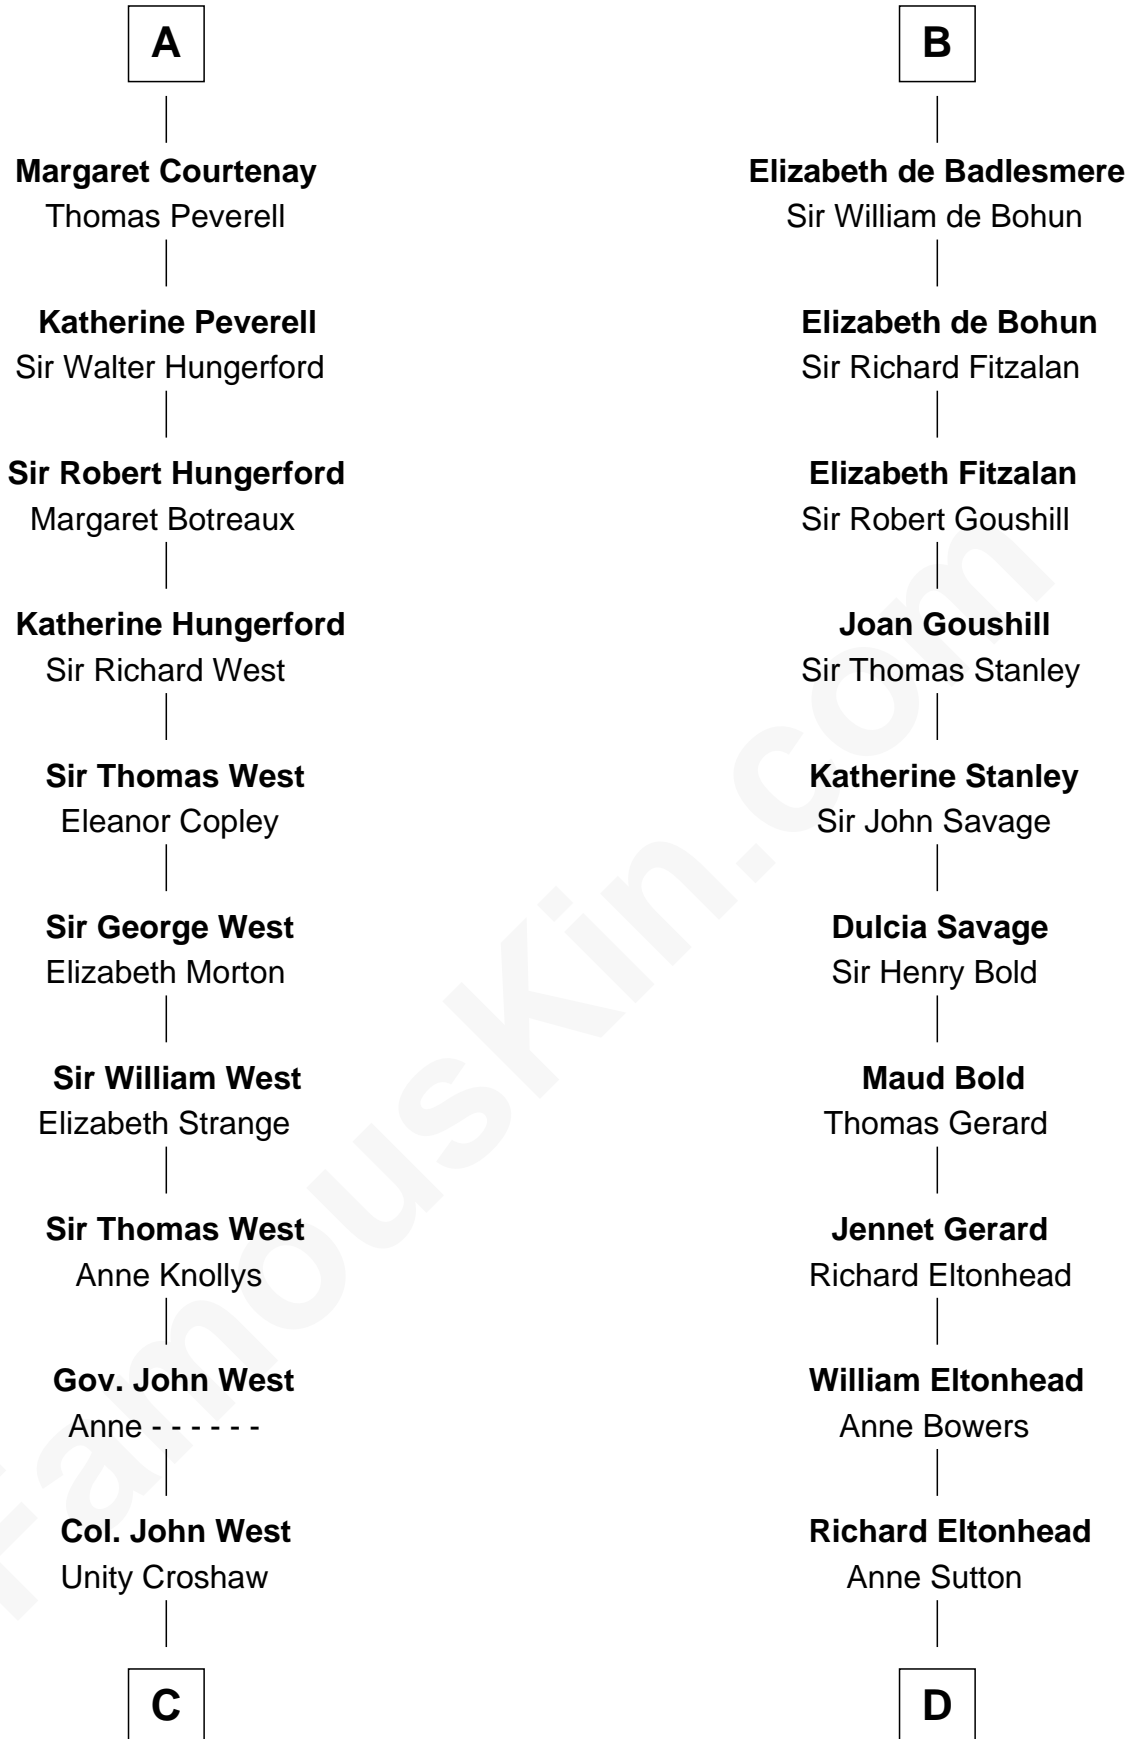 A
Margaret Courtenay
Thomas Peverell
Katherine Peverell
Sir Walter Hungerford
Sir Robert Hungerford
Margaret Botreaux
Katherine Hungerford
Sir Richard West
Sir Thomas West
Eleanor Copley
Sir George West
Elizabeth Morton
Sir William West
Elizabeth Strange
Sir Thomas West
Anne Knollys
Gov. John West
Anne - - - - - -
Col. John West
Unity Croshaw
C
B
Elizabeth de Badlesmere
Sir William de Bohun
Elizabeth de Bohun
Sir Richard Fitzalan
Elizabeth Fitzalan
Sir Robert Goushill
Joan Goushill
Sir Thomas Stanley
Katherine Stanley
Sir John Savage
Dulcia Savage
Sir Henry Bold
Maud Bold
Thomas Gerard
Jennet Gerard
Richard Eltonhead
William Eltonhead
Anne Bowers
Richard Eltonhead
Anne Sutton
D
FamousKin.com